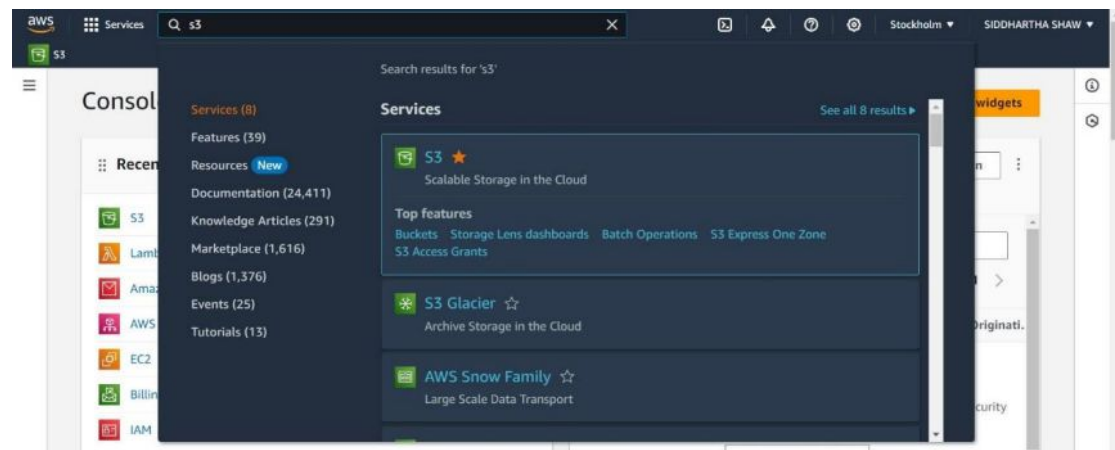 aws
Services
s3
Stockholm
SIDDHARTHA SHAW
S3
Search results for 's3'
Consol
Services (8)
Features (39)
Resources New
Documentation (24,411)
Knowledge Articles (291)
Marketplace (1,616)
Blogs (1,376)
Events (25)
Tutorials (13)
Services
See all 8 results
S3
Scalable Storage in the Cloud
Top features
Buckets Storage Lens dashboards Batch Operations S3 Express One Zone
S3 Access Grants
S3 Glacier
Archive Storage in the Cloud
AWS Snow Family
Large Scale Data Transport
Recen
S3
Lamb
Amaz
AWS
EC2
Billin
IAM
widgets
n
Originati.
curity